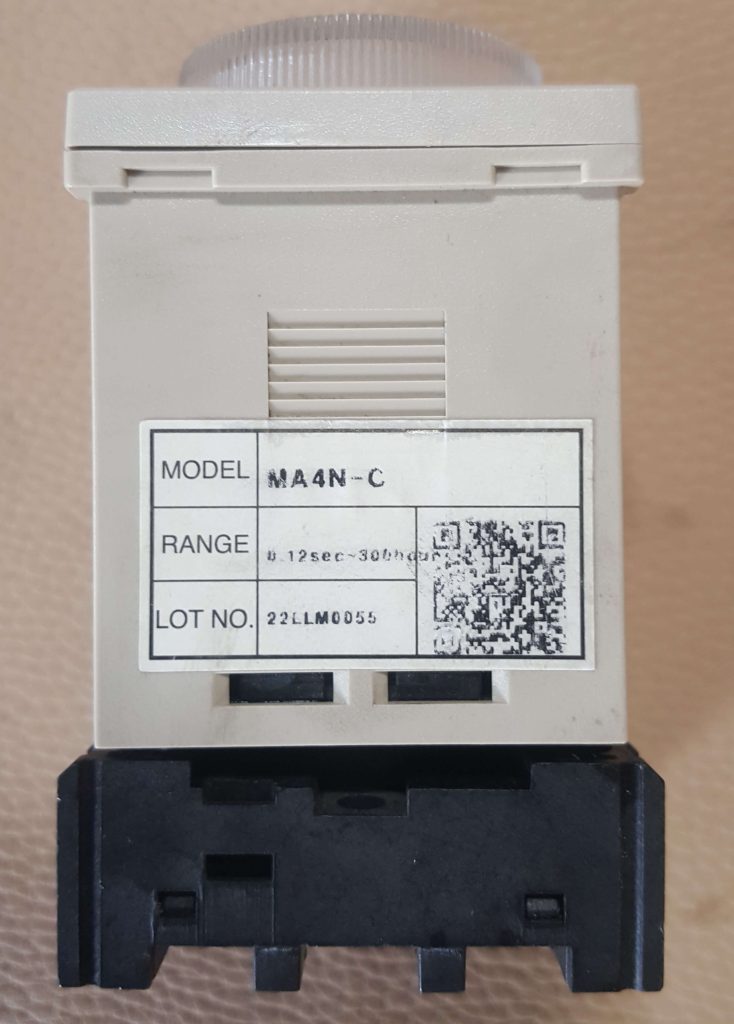 MODEL MA4N-C
RANGE 0.12sec~300hour
LOT NO. 22LLM0055